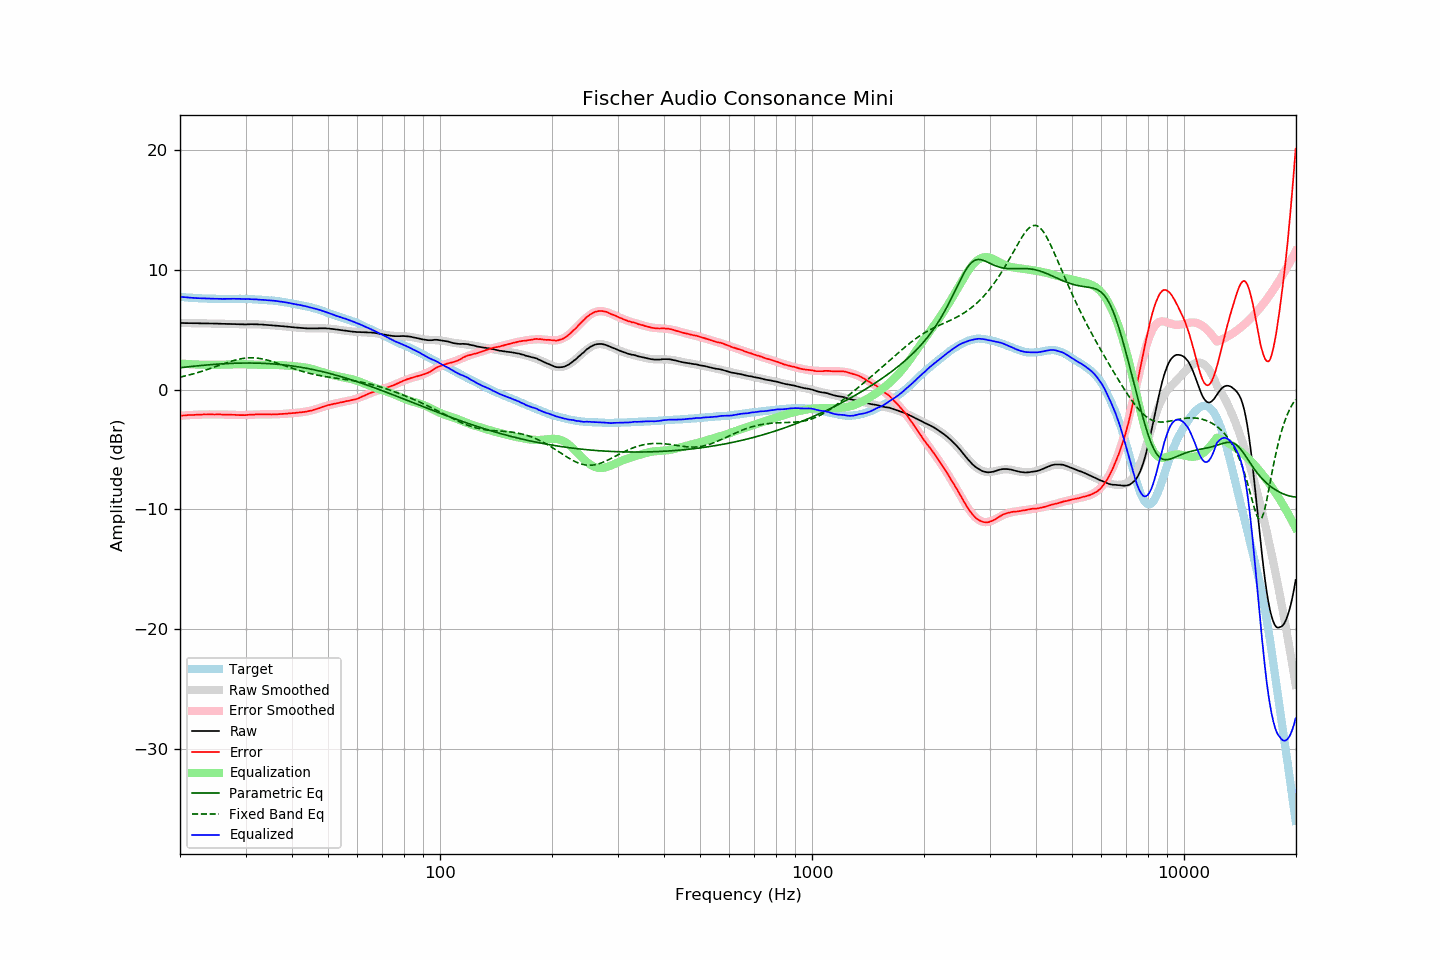 Fischer Audio Consonance Mini
Amplitude (dBr)
20
10
0
−10
−20
−30
Target
Raw Smoothed
Error Smoothed
Raw
Error
Equalization
Parametric Eq
Fixed Band Eq
Equalized
100
1000
10000
Frequency (Hz)